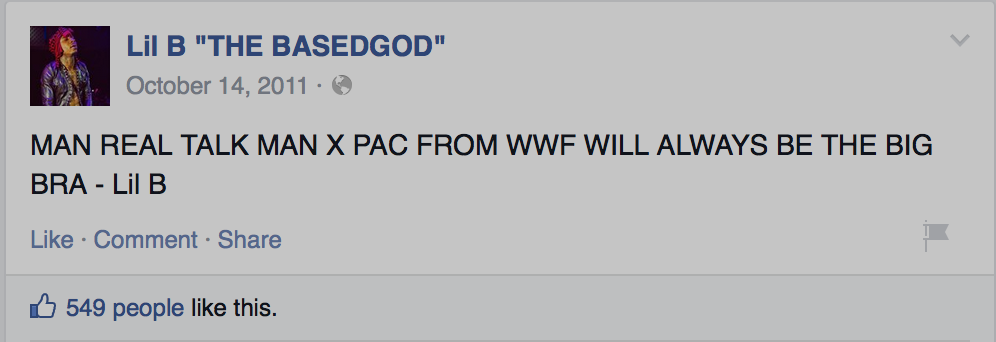 Lil B "THE BASEDGOD"
October 14, 2011 ·
MAN REAL TALK MAN X PAC FROM WWF WILL ALWAYS BE THE BIG
BRA - Lil B
Like · Comment · Share
549 people like this.